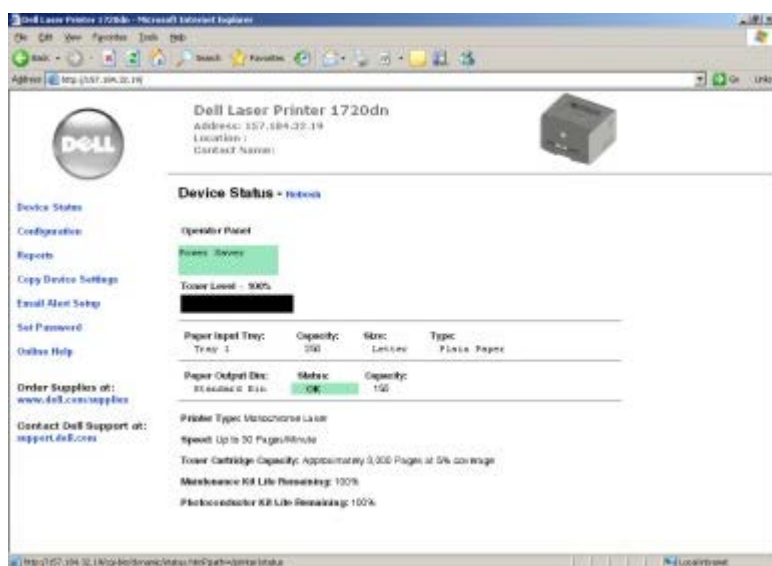 Dell Laser Printer 1720dn - Microsoft Internet Explorer
File Edit View Favorites Tools Help
Back Search Favorites
Address Go Links
DELL
Dell Laser Printer 1720dn
Address: 157.184.32.19
Location :
Contact Name:
Device Status - Refresh
Device Status
Configuration
Reports
Copy Device Settings
Email Alert Setup
Set Password
Online Help
Order Supplies at:
www.dell.com/supplies
Contact Dell Support at:
support.dell.com
Operator Panel
Power Saver
Toner Level - 100%
Paper Input Tray: Capacity: Size: Type:
Tray 1 250 Letter Plain Paper
Paper Output Bin: Status: Capacity:
Standard Bin OK 150
Printer Type: Monochrome Laser
Speed: Up to 30 Pages/Minute
Toner Cartridge Capacity: Approximately 3,000 Pages at 5% coverage
Maintenance Kit Life Remaining: 100%
Photoconductor Kit Life Remaining: 100%
Local intranet